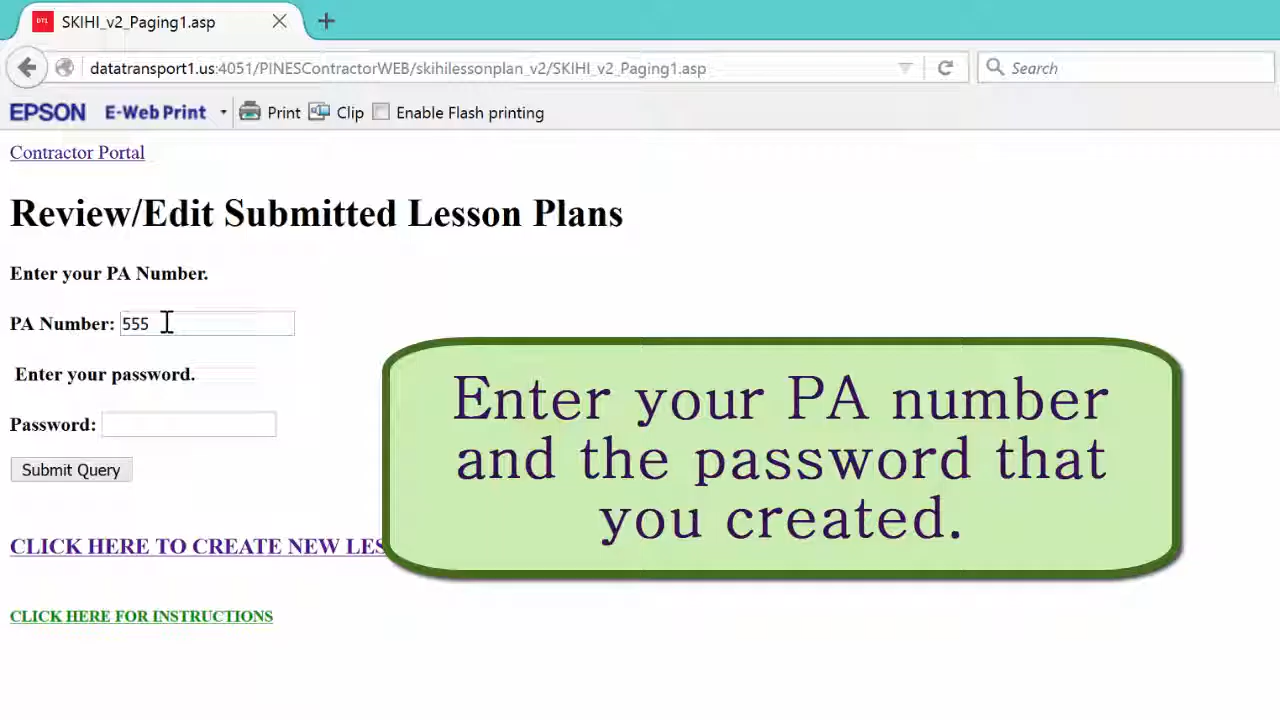 DTL SKIHI_v2_Paging1.asp
datatransport1.us:4051/PINESContractorWEB/skihilessonplan_v2/SKIHI_v2_Paging1.asp Search
EPSON E-Web Print Print Clip Enable Flash printing
Contractor Portal
Review/Edit Submitted Lesson Plans
Enter your PA Number.
PA Number: 555
Enter your password.
Password:
Submit Query
CLICK HERE TO CREATE NEW LES
CLICK HERE FOR INSTRUCTIONS
Enter your PA number
and the password that
you created.